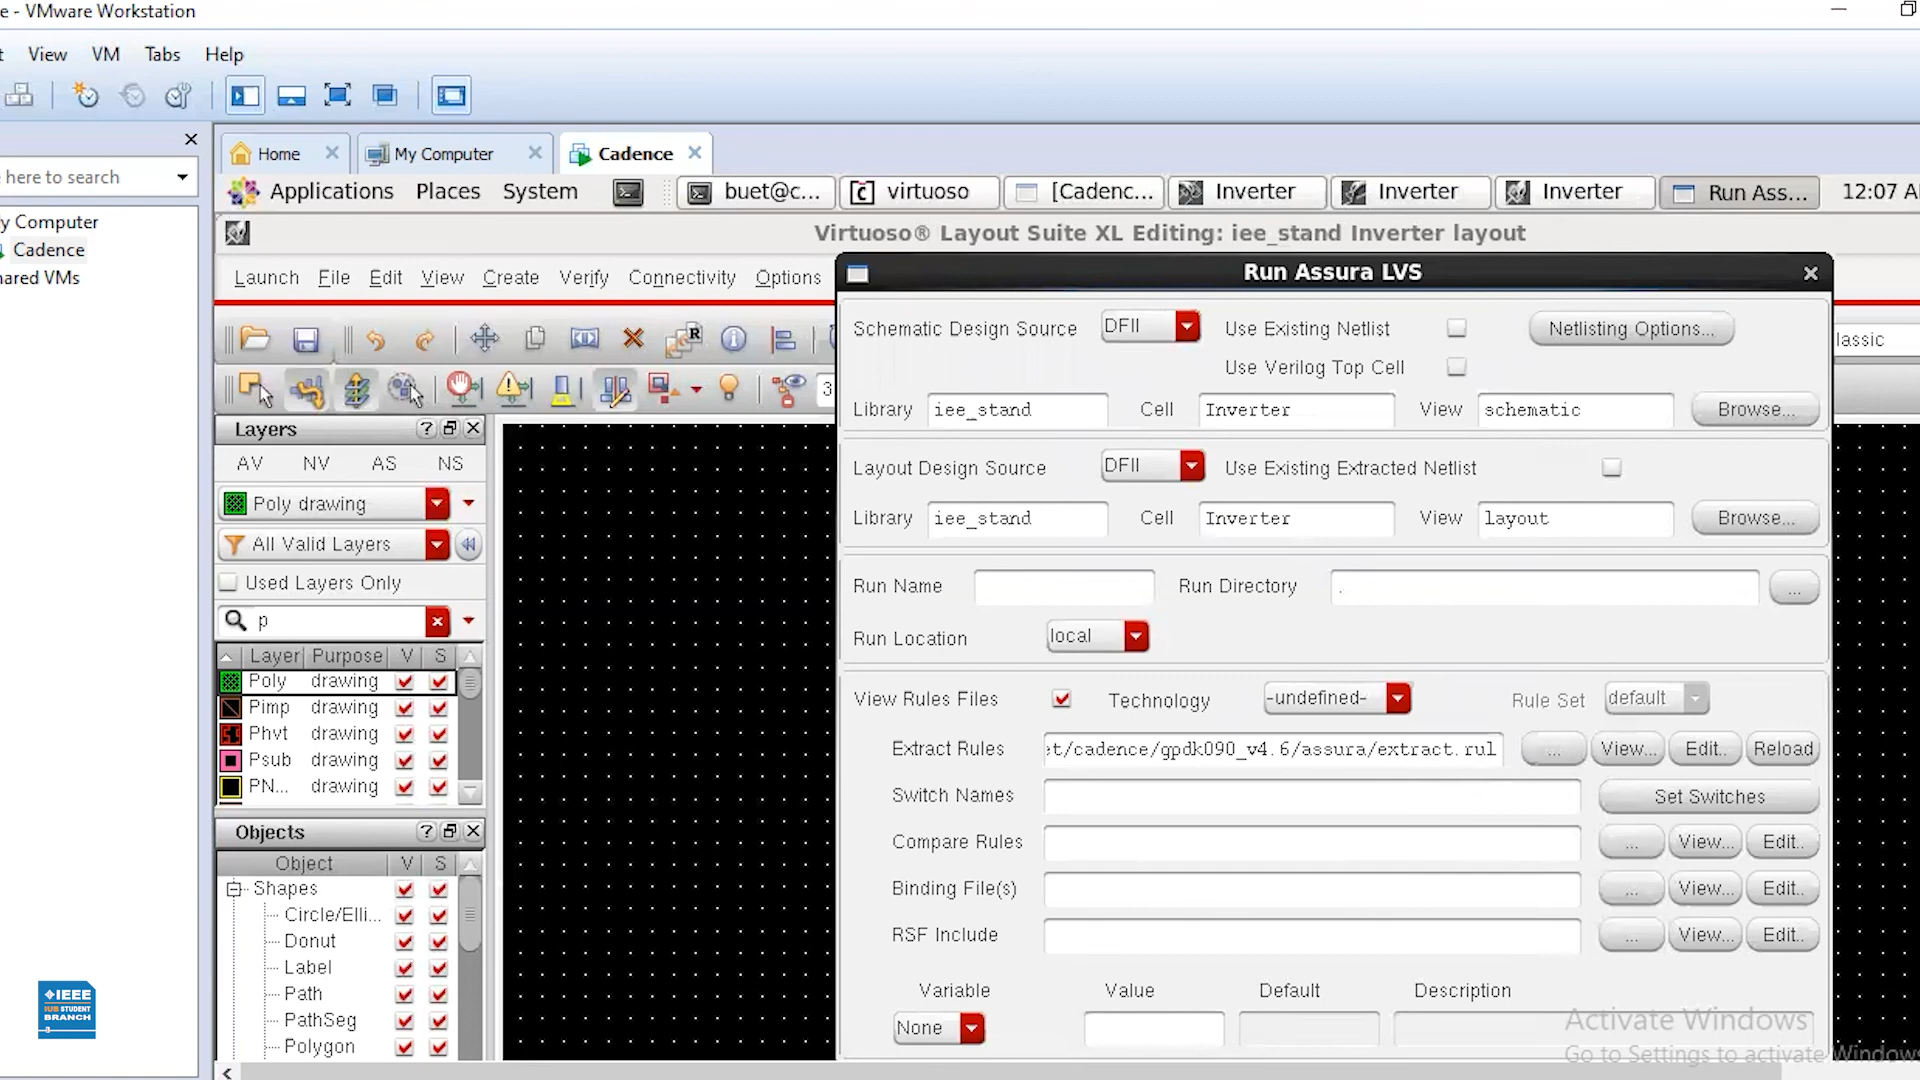 e - VMware Workstation
t View VM Tabs Help
here to search
y Computer
Cadence
hared VMs
Home
My Computer
Cadence
Applications Places System buet@c... virtuoso [Cadenc... Inverter Inverter Inverter Run Ass... 12:07 A
Virtuoso® Layout Suite XL Editing: iee_stand Inverter layout
Launch File Edit View Create Verify Connectivity Options
Run Assura LVS
R
3
lassic
Layers
AV NV AS NS
Poly drawing
All Valid Layers
Used Layers Only
p
Layer Purpose V S
Poly drawing
Pimp drawing
Phvt drawing
Psub drawing
PN... drawing
Objects
Object V S
Shapes
Circle/Elli...
Donut
Label
Path
PathSeg
Polygon
Schematic Design Source DFII Use Existing Netlist Netlisting Options...
Use Verilog Top Cell
Library iee_stand Cell Inverter View schematic Browse...
Layout Design Source DFII Use Existing Extracted Netlist
Library iee_stand Cell Inverter View layout Browse...
Run Name Run Directory . ...
Run Location local
View Rules Files Technology -undefined- Rule Set default
Extract Rules et/cadence/gpdk090_v4.6/assura/extract.rul ... View... Edit.. Reload
Switch Names Set Switches
Compare Rules ... View... Edit..
Binding File(s) ... View... Edit..
RSF Include ... View... Edit..
Variable Value Default Description
None
IEEE
IUB STUDENT
BRANCH
Activate Windows
Go to Settings to activate Windows